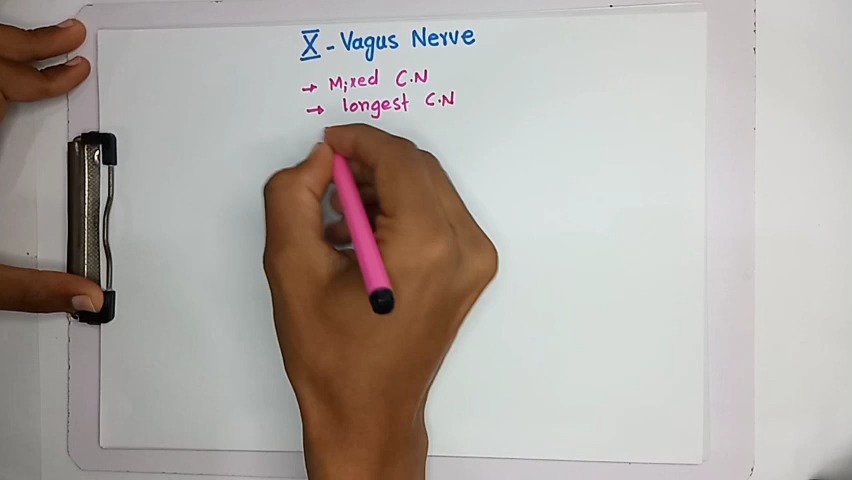 X - Vagus Nerve
→ Mixed C.N
→ longest C.N